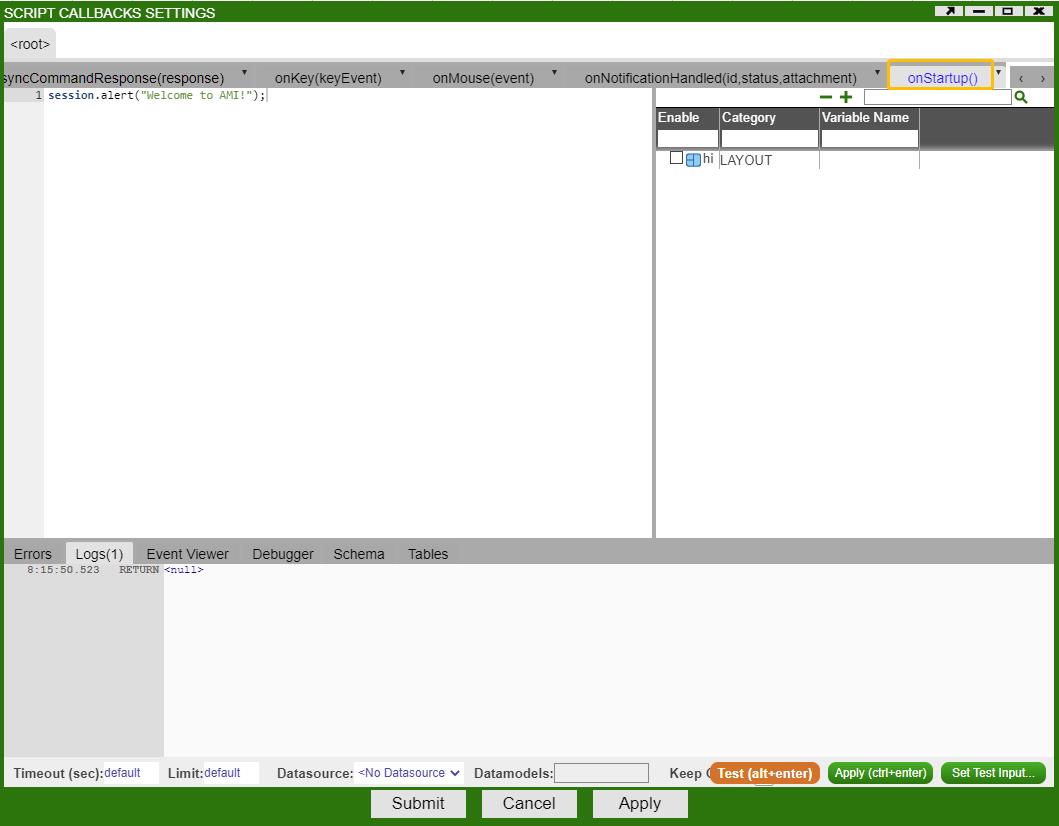 SCRIPT CALLBACKS SETTINGS
<root>
syncCommandResponse(response) onKey(keyEvent) onMouse(event) onNotificationHandled(id,status,attachment) onStartup()
1 session.alert("Welcome to AMI!");
Enable Category Variable Name
hi LAYOUT
Errors Logs(1) Event Viewer Debugger Schema Tables
8:15:50.523 RETURN <null>
Timeout (sec): default Limit: default Datasource: <No Datasource Datamodels: Keep Test (alt+enter) Apply (ctrl+enter) Set Test Input...
Submit Cancel Apply